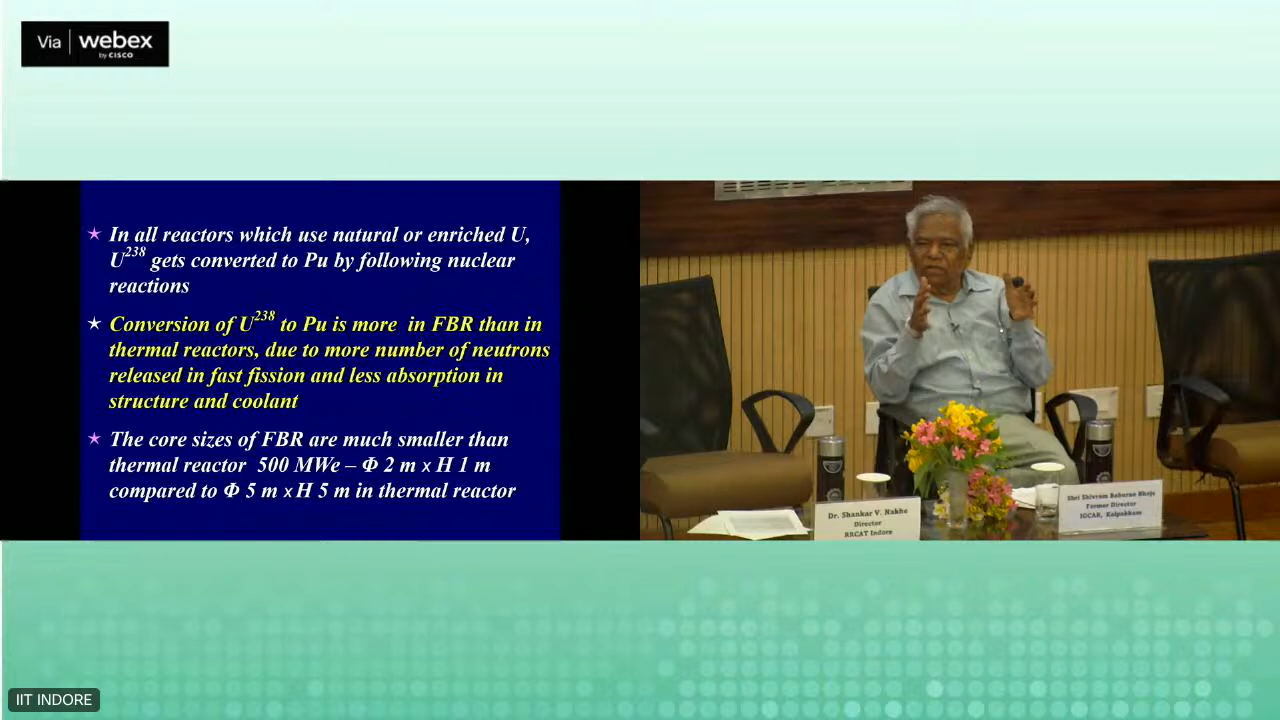 Via webex
by CISCO
★ In all reactors which use natural or enriched U,
U238 gets converted to Pu by following nuclear
reactions
★ Conversion of U238 to Pu is more in FBR than in
thermal reactors, due to more number of neutrons
released in fast fission and less absorption in
structure and coolant
★ The core sizes of FBR are much smaller than
thermal reactor 500 MWe – Φ 2 m x H 1 m
compared to Φ 5 m x H 5 m in thermal reactor
Dr. Shankar V. Nakhe
Director
RRCAT Indore
Shri Shivram Baburao Bhoje
Former Director
IGCAR, Kalpakkam
IIT INDORE